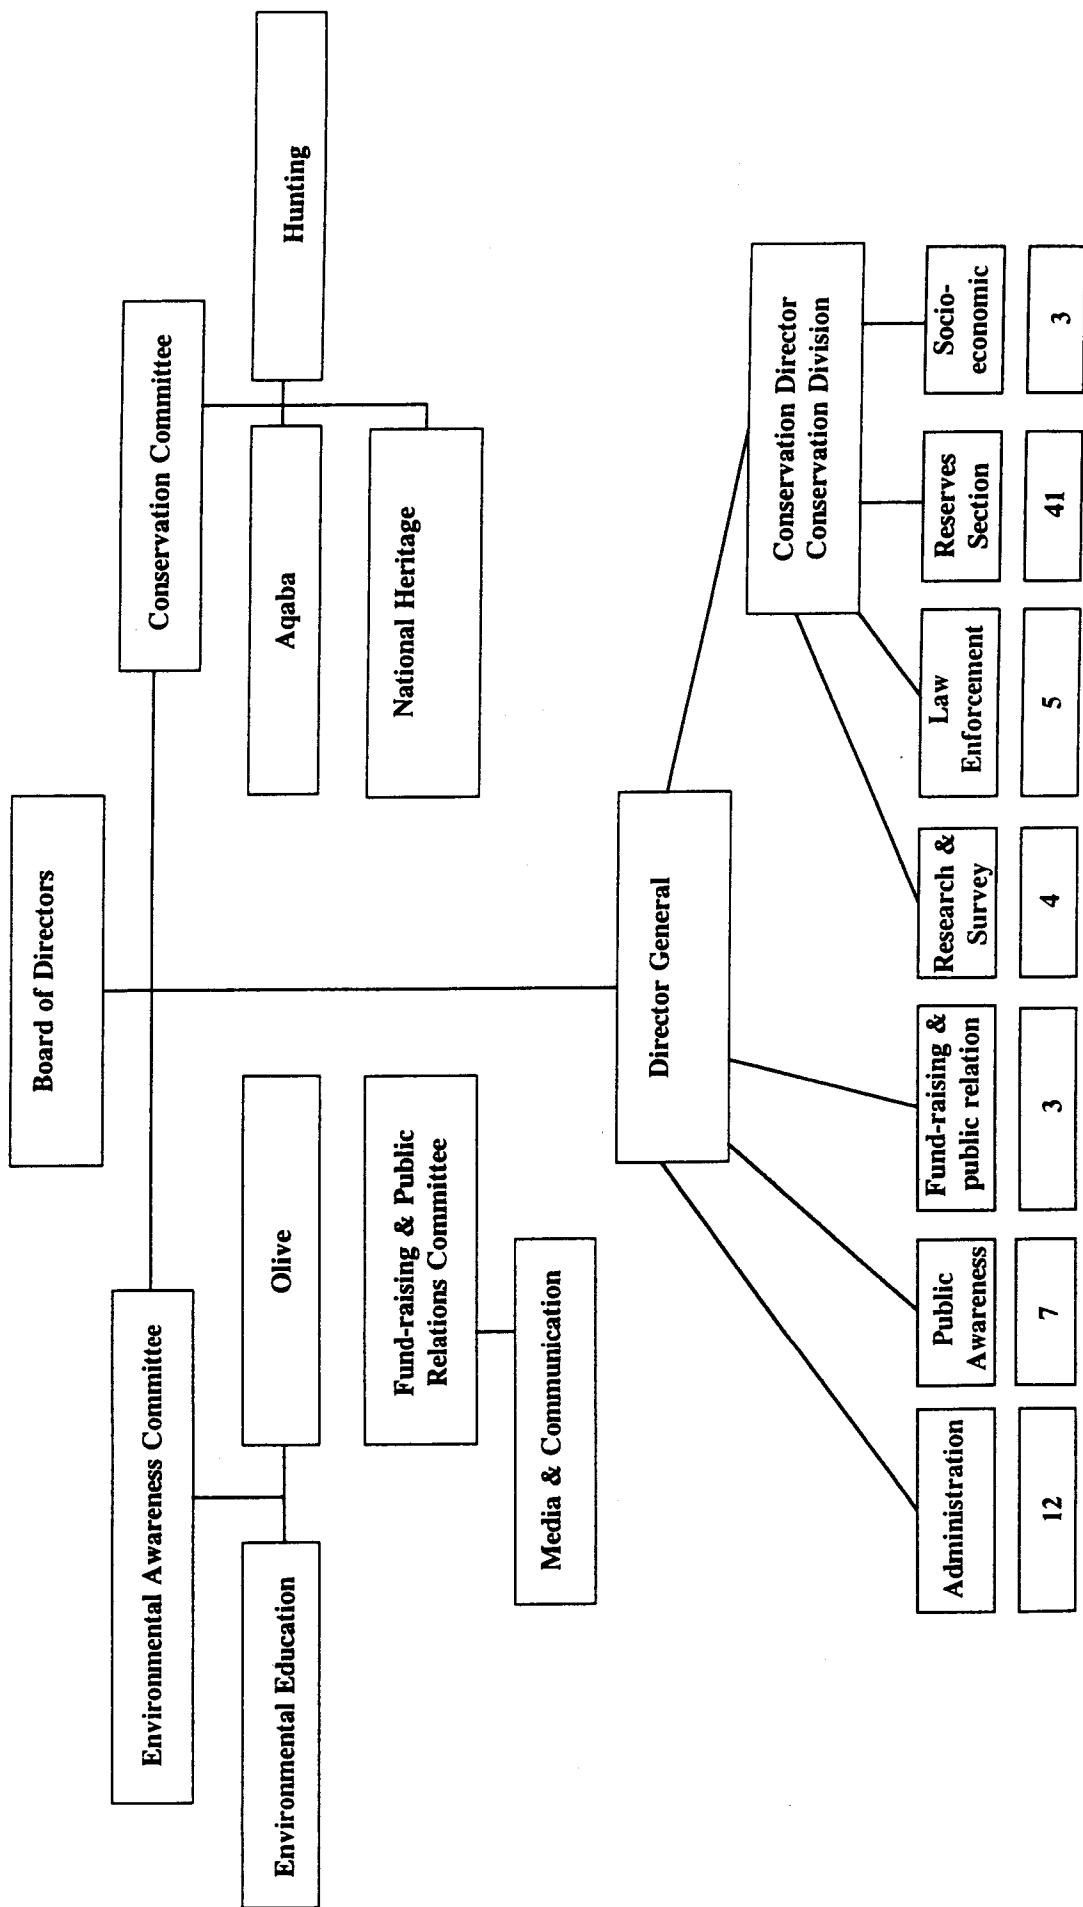 Board of Directors
Environmental Awareness Committee
Conservation Committee
Environmental Education
Olive
Aqaba
Hunting
Fund-raising & Public
Relations Committee
National Heritage
Media & Communication
Director General
Conservation Director
Conservation Division
Administration
Public
Awareness
Fund-raising &
public relation
Research &
Survey
Law
Enforcement
Reserves
Section
Socio-
economic
12
7
3
4
5
41
3